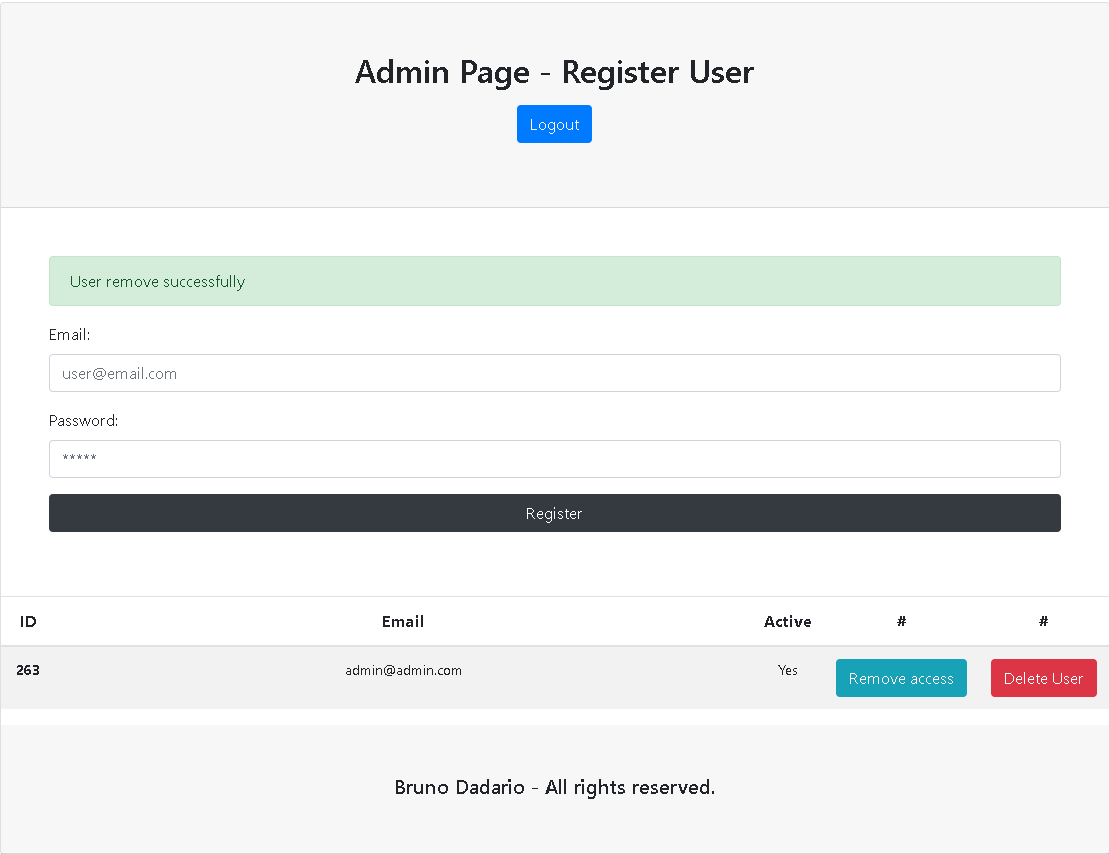 Admin Page - Register User
Logout
User remove successfully
Email:
user@email.com
Password:
*****
Register
ID Email Active # #
263 admin@admin.com Yes Remove access Delete User
Bruno Dadario - All rights reserved.